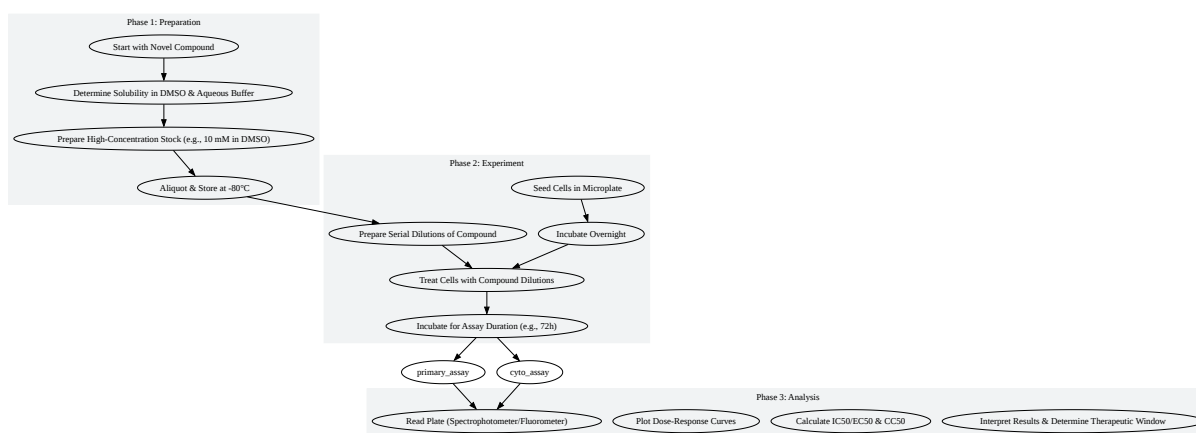 Phase 1: Preparation
Start with Novel Compound
Determine Solubility in DMSO & Aqueous Buffer
Prepare High-Concentration Stock (e.g., 10 mM in DMSO)
Aliquot & Store at -80°C
Phase 2: Experiment
Seed Cells in Microplate
Prepare Serial Dilutions of Compound
Incubate Overnight
Treat Cells with Compound Dilutions
Incubate for Assay Duration (e.g., 72h)
primary_assay
cyto_assay
Phase 3: Analysis
Read Plate (Spectrophotometer/Fluorometer)
Plot Dose-Response Curves
Calculate IC50/EC50 & CC50
Interpret Results & Determine Therapeutic Window